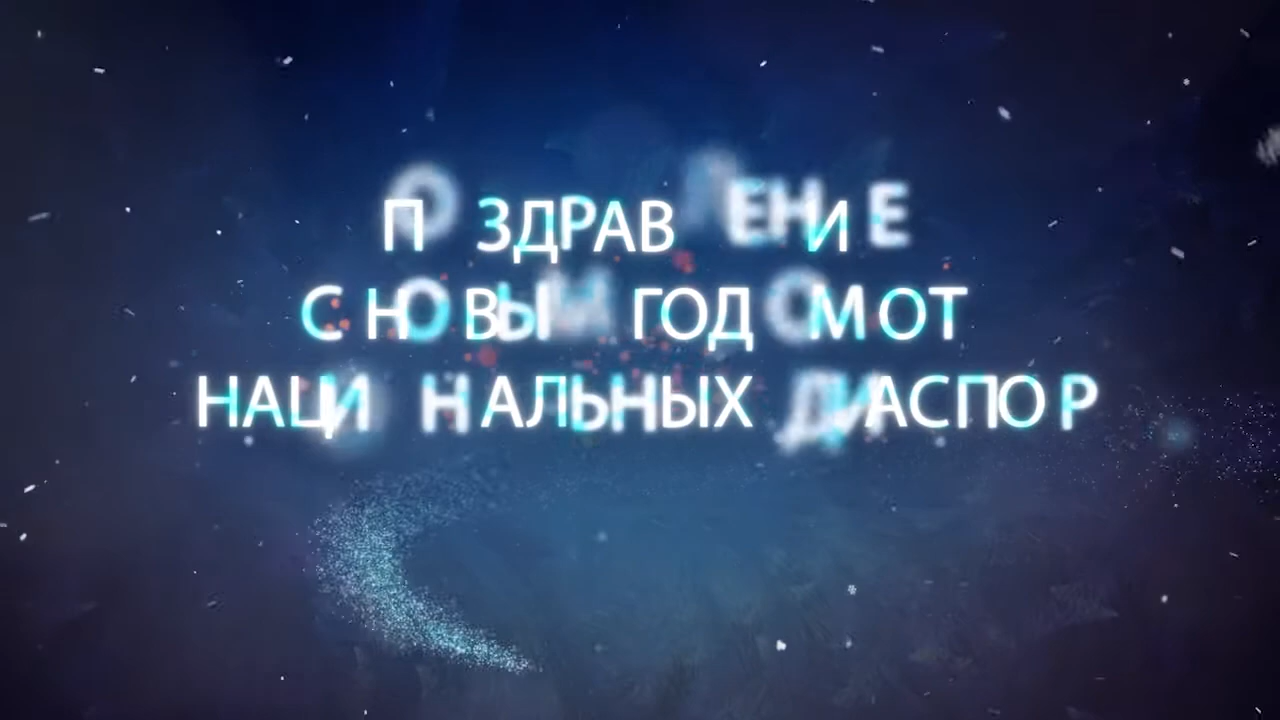 ПОЗДРАВЛЕНИЕ
С НОВЫМ ГОДОМ ОТ
НАЦИОНАЛЬНЫХ ДИАСПОР